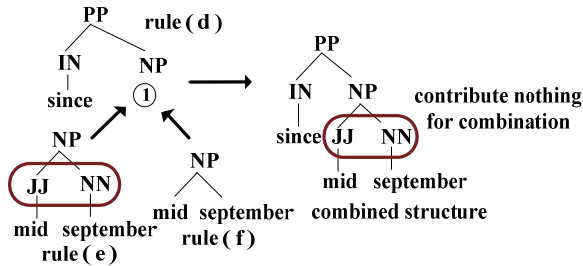 PP
rule(d)
IN
NP
since
①
NP
JJ NN
mid september
rule(e)
NP
mid september
rule(f)
PP
IN NP
since JJ NN
mid september
combined structure
contribute nothing
for combination